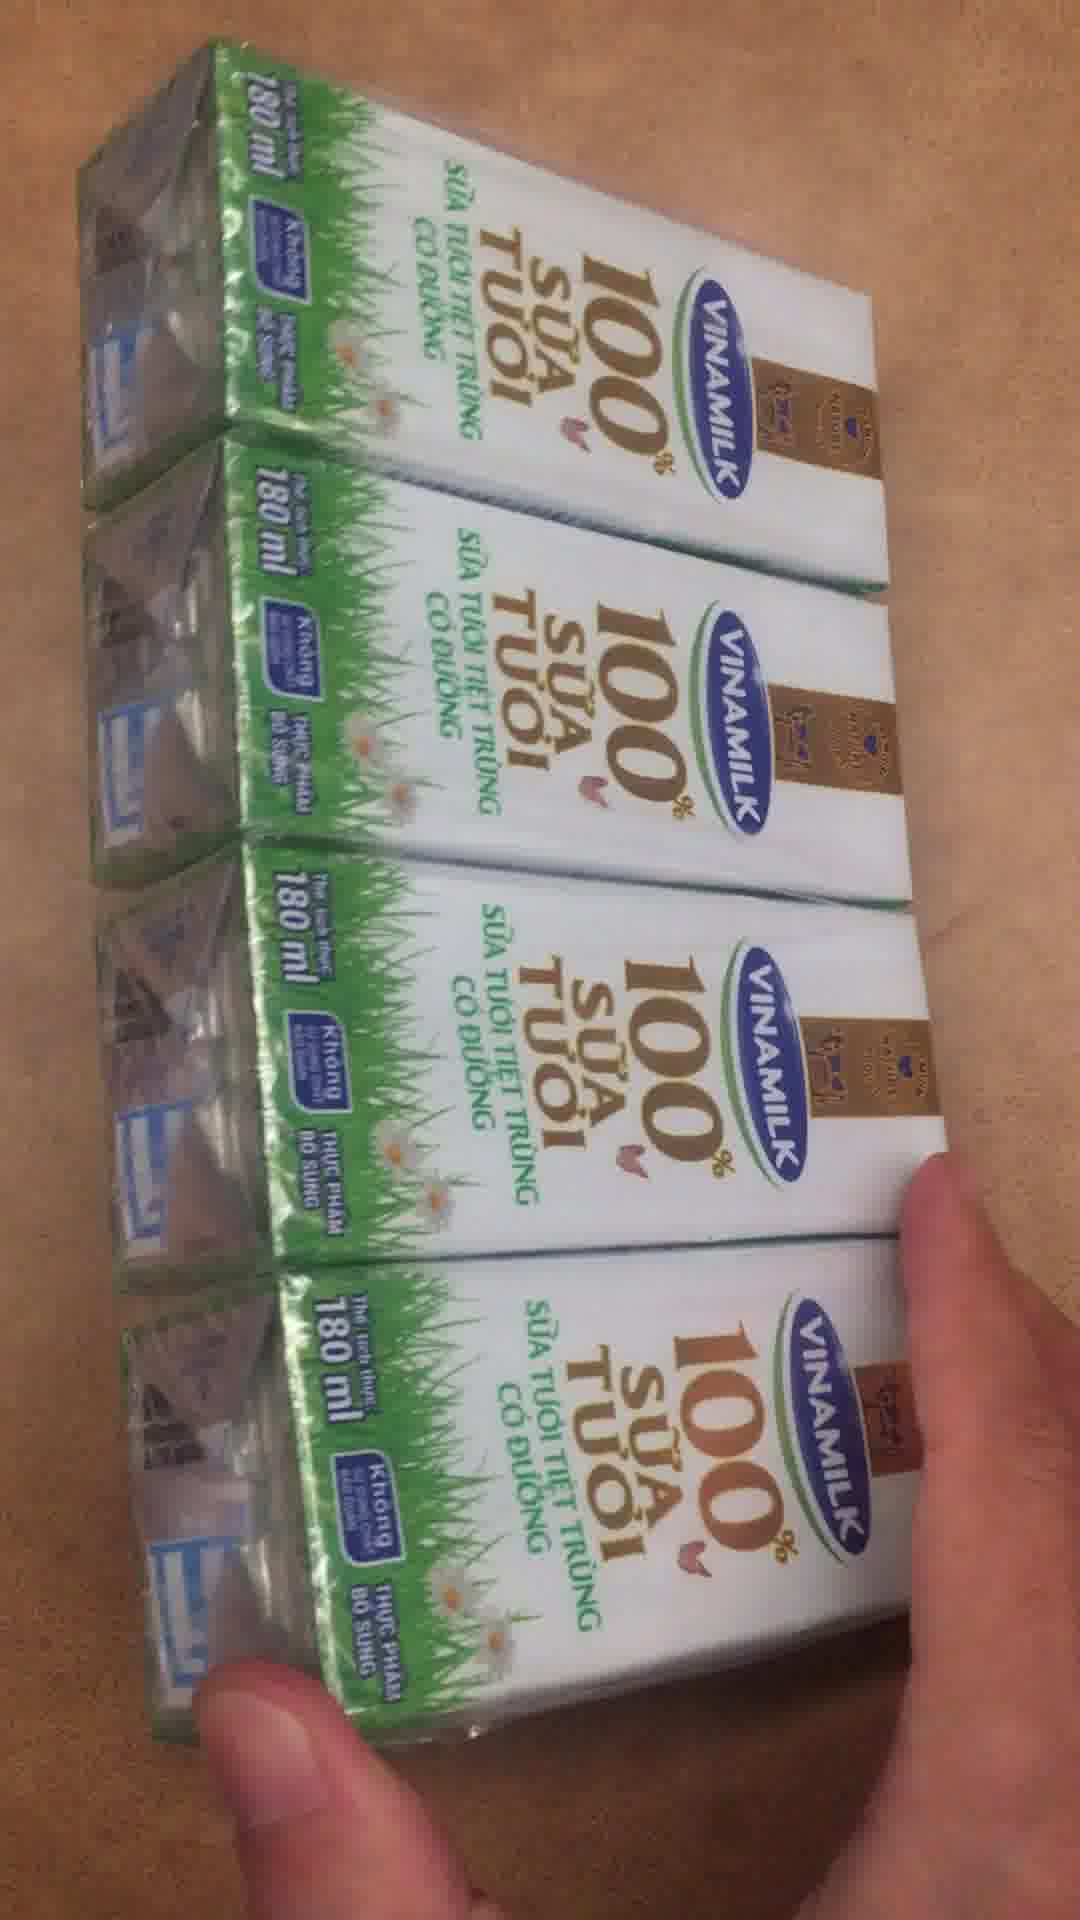 VINAMILK
100%
SỮA
TƯƠI
SỮA TƯƠI TIỆT TRÙNG
CÓ ĐƯỜNG
Thể tích thực:
180 ml
Không
THỰC PHẨM
BỔ SUNG
VINAMILK
100%
SỮA
TƯƠI
SỮA TƯƠI TIỆT TRÙNG
CÓ ĐƯỜNG
Thể tích thực:
180 ml
Không
THỰC PHẨM
BỔ SUNG
VINAMILK
100%
SỮA
TƯƠI
SỮA TƯƠI TIỆT TRÙNG
CÓ ĐƯỜNG
Thể tích thực:
180 ml
Không
THỰC PHẨM
BỔ SUNG
VINAMILK
100%
SỮA
TƯƠI
SỮA TƯƠI TIỆT TRÙNG
CÓ ĐƯỜNG
Thể tích thực:
180 ml
Không
THỰC PHẨM
BỔ SUNG